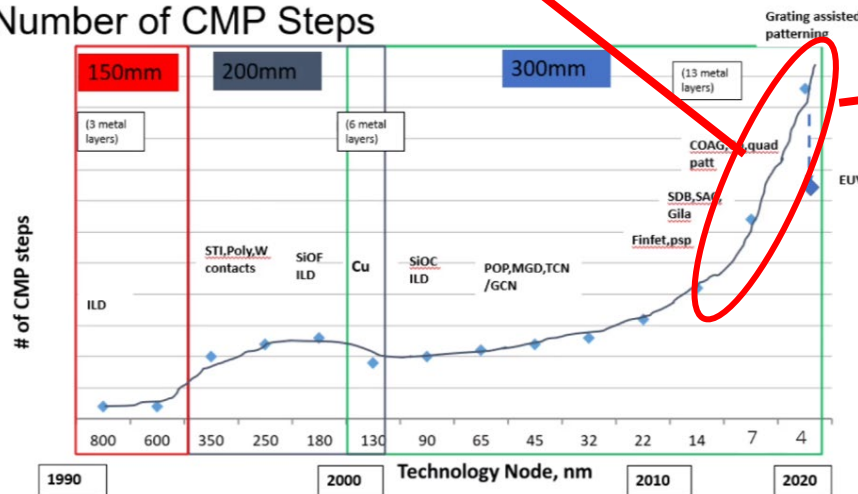 Number of CMP Steps
Grating assisted
patterning
150mm
200mm
300mm
(3 metal
layers)
(6 metal
layers)
(13 metal
layers)
COAG, quad
patt
EUV
SDB,SAC,
Gila
Finfet,psp
STI,Poly,W
contacts
SiOF
ILD
Cu
SiOC
ILD
POP,MGD,TCN
/GCN
ILD
# of CMP steps
800 600 350 250 180 130 90 65 45 32 22 14 7 4
Technology Node, nm
1990 2000 2010 2020